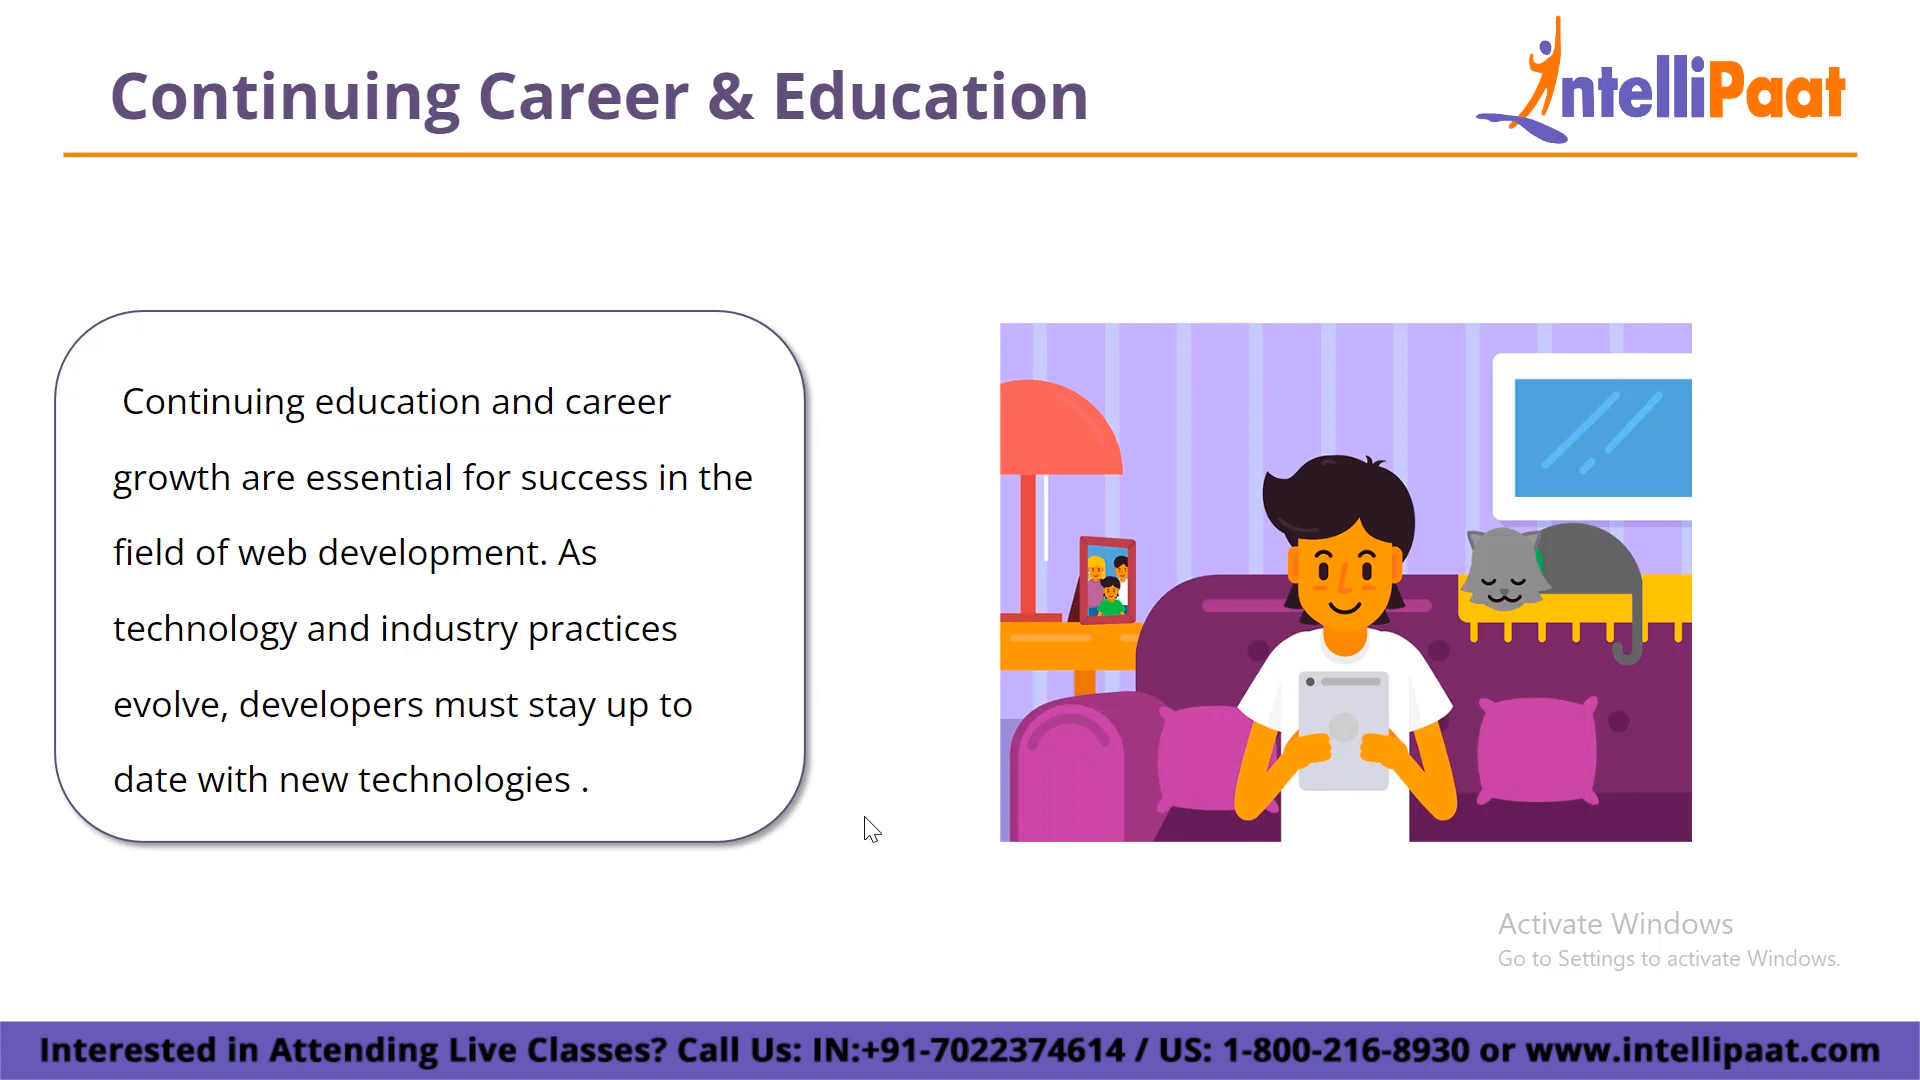 Continuing Career & Education
IntelliPaat
Continuing education and career
growth are essential for success in the
field of web development. As
technology and industry practices
evolve, developers must stay up to
date with new technologies .
Activate Windows
Go to Settings to activate Windows.
Interested in Attending Live Classes? Call Us: IN:+91-7022374614 / US: 1-800-216-8930 or www.intellipaat.com